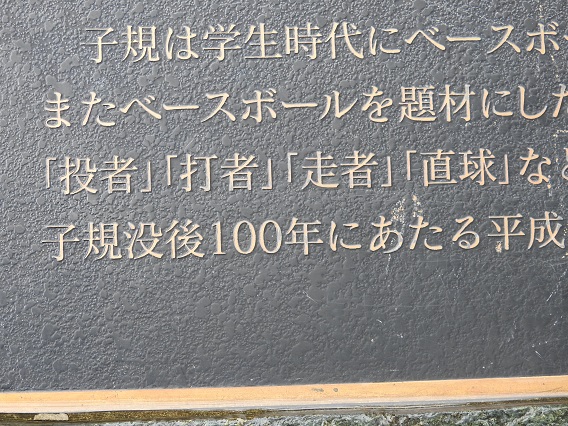 子規は学生時代にベースボー
またベースボールを題材にした
「投者」「打者」「走者」「直球」など
子規没後100年にあたる平成